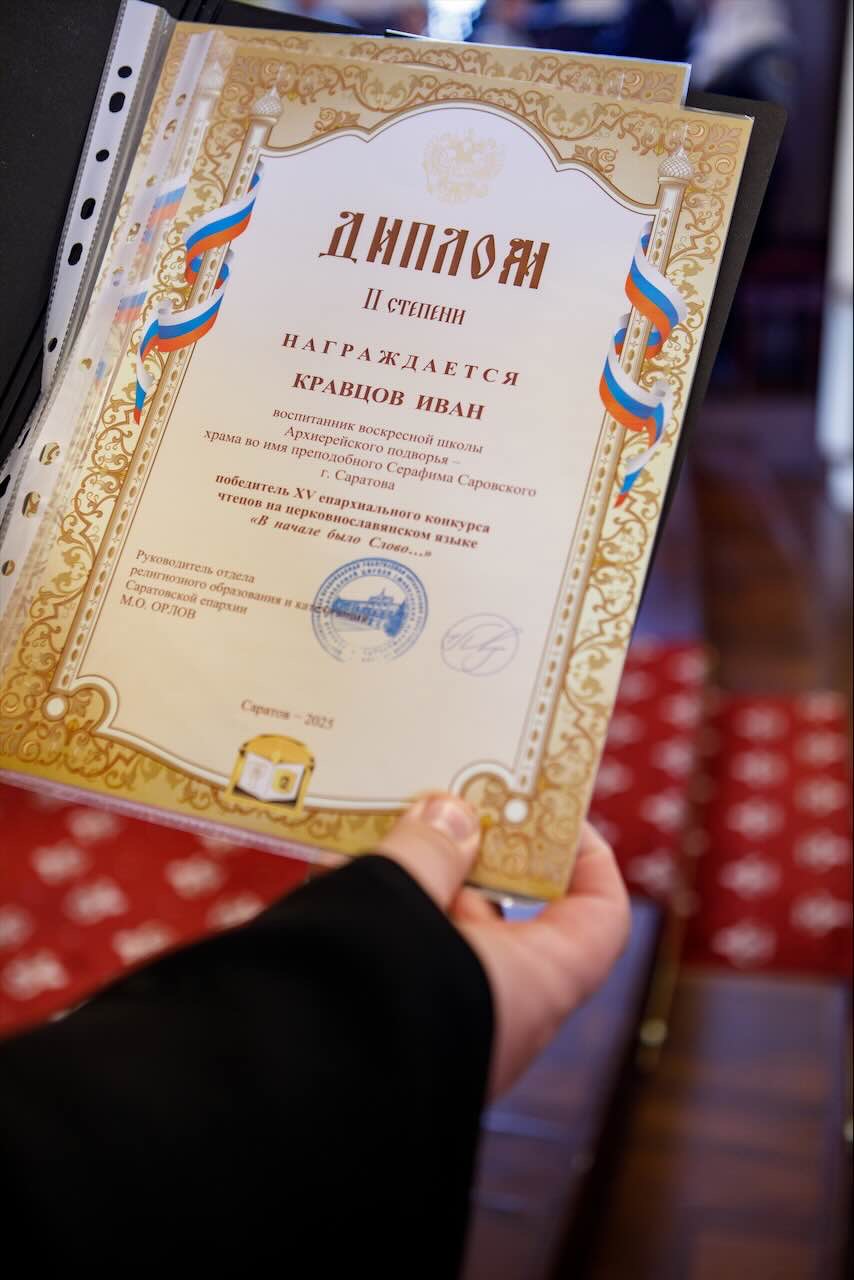 ДИПЛОМ
II СТЕПЕНИ
НАГРАЖДАЕТСЯ
КРАВЦОВ ИВАН
воспитанник воскресной школы
Архиерейского подворья –
храма во имя преподобного Серафима Саровского
г. Саратова
победитель XV епархиального конкурса
чтецов на церковнославянском языке
«В начале было Слово...»
Руководитель отдела
религиозного образования и катехизации
Саратовской епархии
М.О. ОРЛОВ
Саратов – 2025